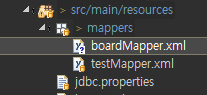 > src/main/resources
> mappers
boardMapper.xml
testMapper.xml
jdbc.properties